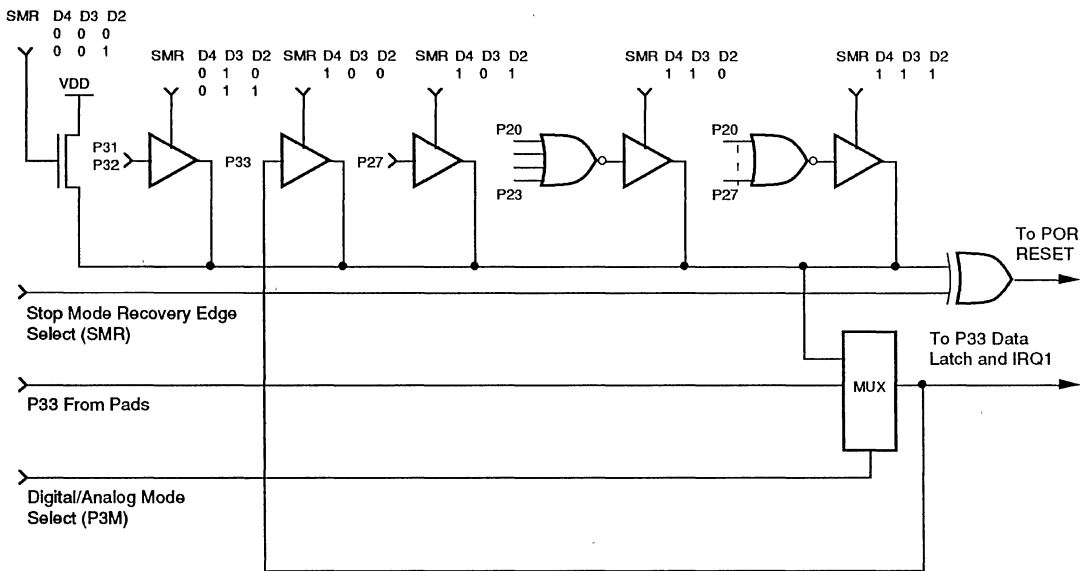 SMR D4 D3 D2
0 0 0
0 0 1
VDD
SMR D4 D3 D2
0 1 0
0 1 1
SMR D4 D3 D2
1 0 0
SMR D4 D3 D2
1 0 1
SMR D4 D3 D2
1 1 0
SMR D4 D3 D2
1 1 1
P31
P32
P33
P27
P20
P23
P20
P27
To POR
RESET
Stop Mode Recovery Edge
Select (SMR)
To P33 Data
Latch and IRQ1
MUX
P33 From Pads
Digital/Analog Mode
Select (P3M)